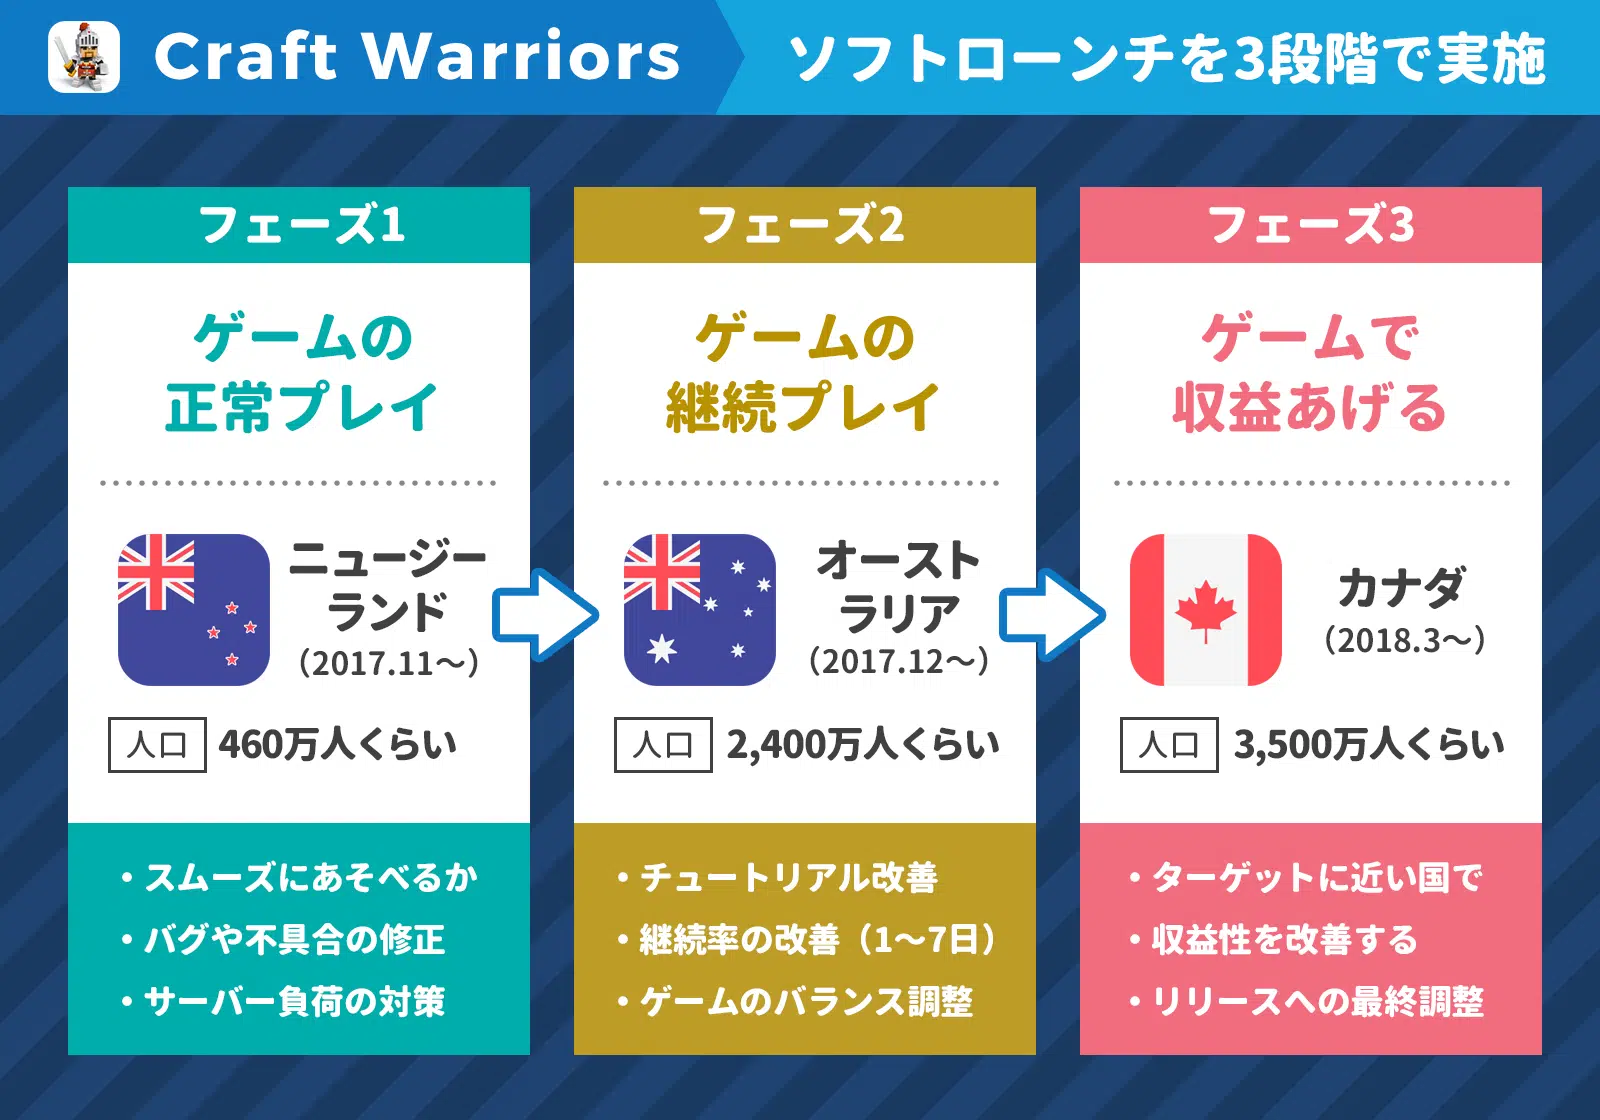 Craft Warriors
ソフトローンチを3段階で実施
フェーズ1
ゲームの
正常プレイ
ニュージー
ランド
（2017.11～）
人口 460万人くらい
・スムーズにあそべるか
・バグや不具合の修正
・サーバー負荷の対策
フェーズ2
ゲームの
継続プレイ
オースト
ラリア
（2017.12～）
人口 2,400万人くらい
・チュートリアル改善
・継続率の改善（1～7日）
・ゲームのバランス調整
フェーズ3
ゲームで
収益あげる
カナダ
（2018.3～）
人口 3,500万人くらい
・ターゲットに近い国で
・収益性を改善する
・リリースへの最終調整